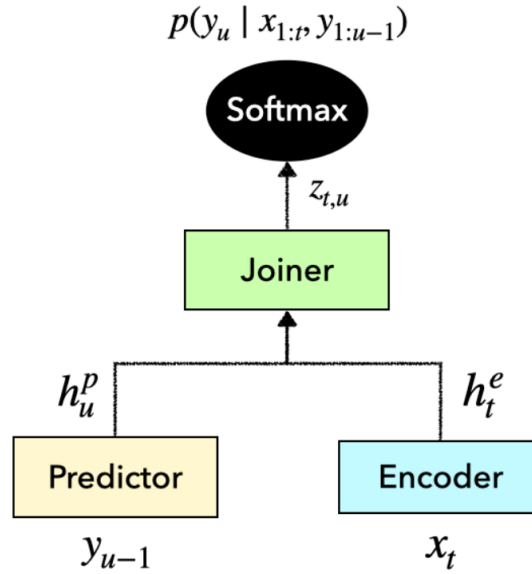 p(y_u | x_{1:t}, y_{1:u−1})
Softmax
z_{t,u}
Joiner
h_u^p
h_t^e
Predictor
Encoder
y_{u−1}
x_t